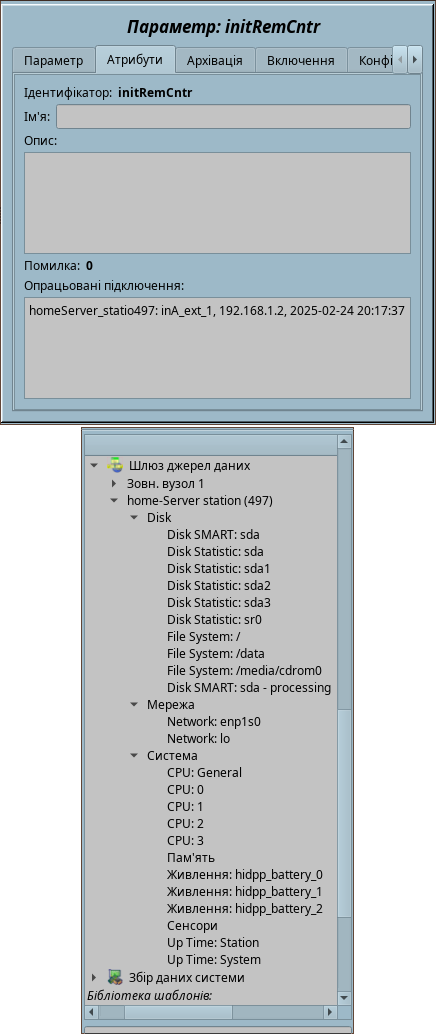 Параметр: initRemCntr
Параметр Атрибути Архівація Включення Конфі
Ідентифікатор: initRemCntr
Ім'я:
Опис:
Помилка: 0
Опрацьовані підключення:
homeServer_statio497: inA_ext_1, 192.168.1.2, 2025-02-24 20:17:37
Шлюз джерел даних
Зовн. вузол 1
home-Server station (497)
Disk
Disk SMART: sda
Disk Statistic: sda
Disk Statistic: sda1
Disk Statistic: sda2
Disk Statistic: sda3
Disk Statistic: sr0
File System: /
File System: /data
File System: /media/cdrom0
Disk SMART: sda - processing
Мережа
Network: enp1s0
Network: lo
Система
CPU: General
CPU: 0
CPU: 1
CPU: 2
CPU: 3
Пам'ять
Живлення: hidpp_battery_0
Живлення: hidpp_battery_1
Живлення: hidpp_battery_2
Сенсори
Up Time: Station
Up Time: System
Збір даних системи
Бібліотека шаблонів: